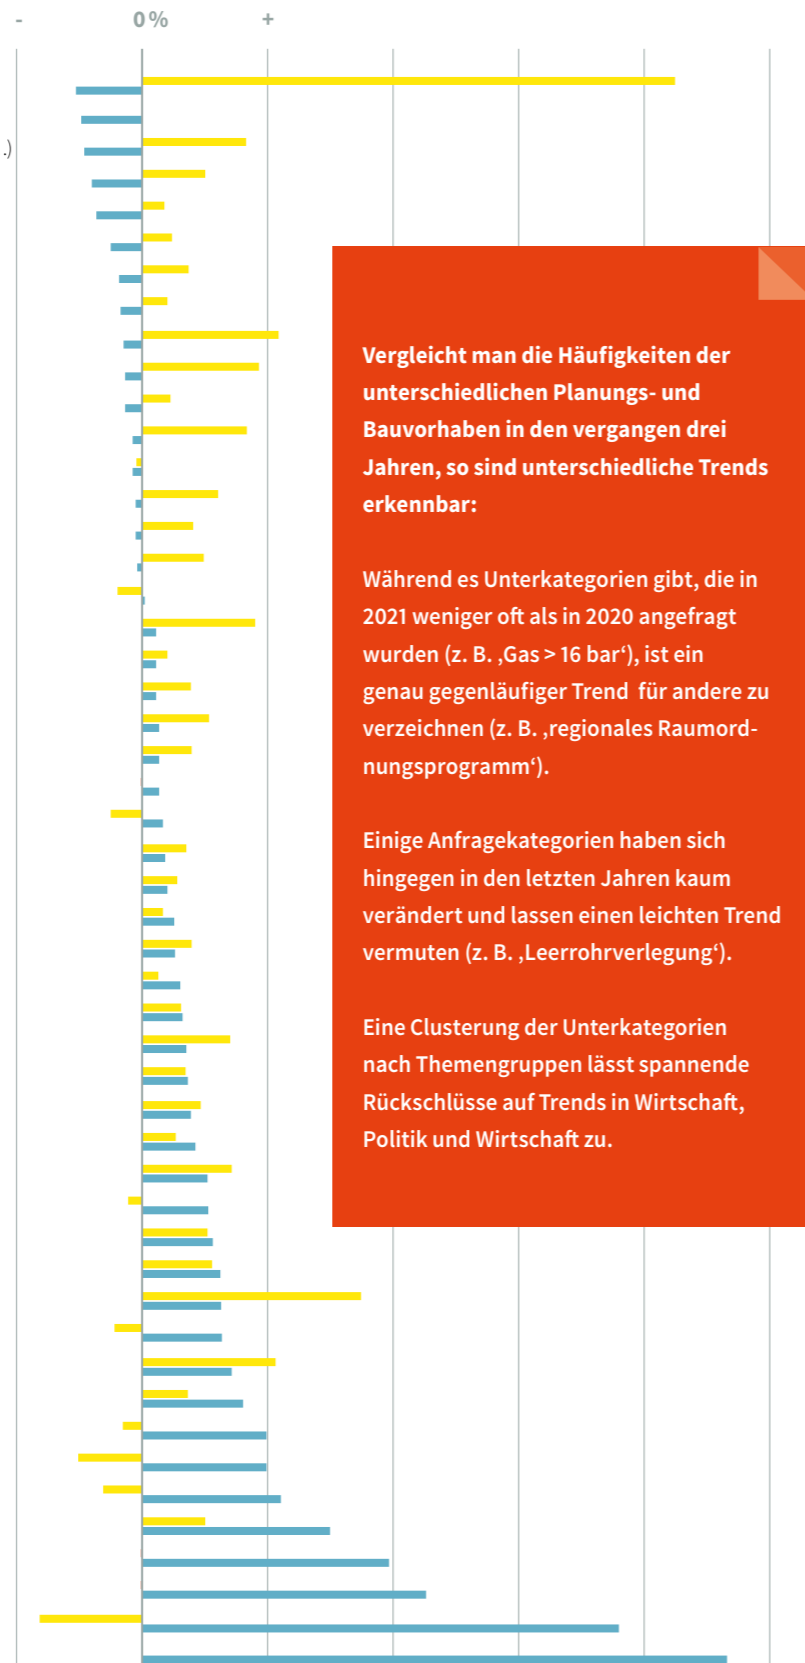 - 0 % +
.)
Vergleicht man die Häufigkeiten der
unterschiedlichen Planungs- und
Bauvorhaben in den vergangen drei
Jahren, so sind unterschiedliche Trends
erkennbar:
Während es Unterkategorien gibt, die in
2021 weniger oft als in 2020 angefragt
wurden (z. B. ‚Gas > 16 bar‘), ist ein
genau gegenläufiger Trend  für andere zu
verzeichnen (z. B. ‚regionales Raumord-
nungsprogramm‘).
Einige Anfragekategorien haben sich
hingegen in den letzten Jahren kaum
verändert und lassen einen leichten Trend
vermuten (z. B. ‚Leerrohrverlegung‘).
Eine Clusterung der Unterkategorien
nach Themengruppen lässt spannende
Rückschlüsse auf Trends in Wirtschaft,
Politik und Wirtschaft zu.